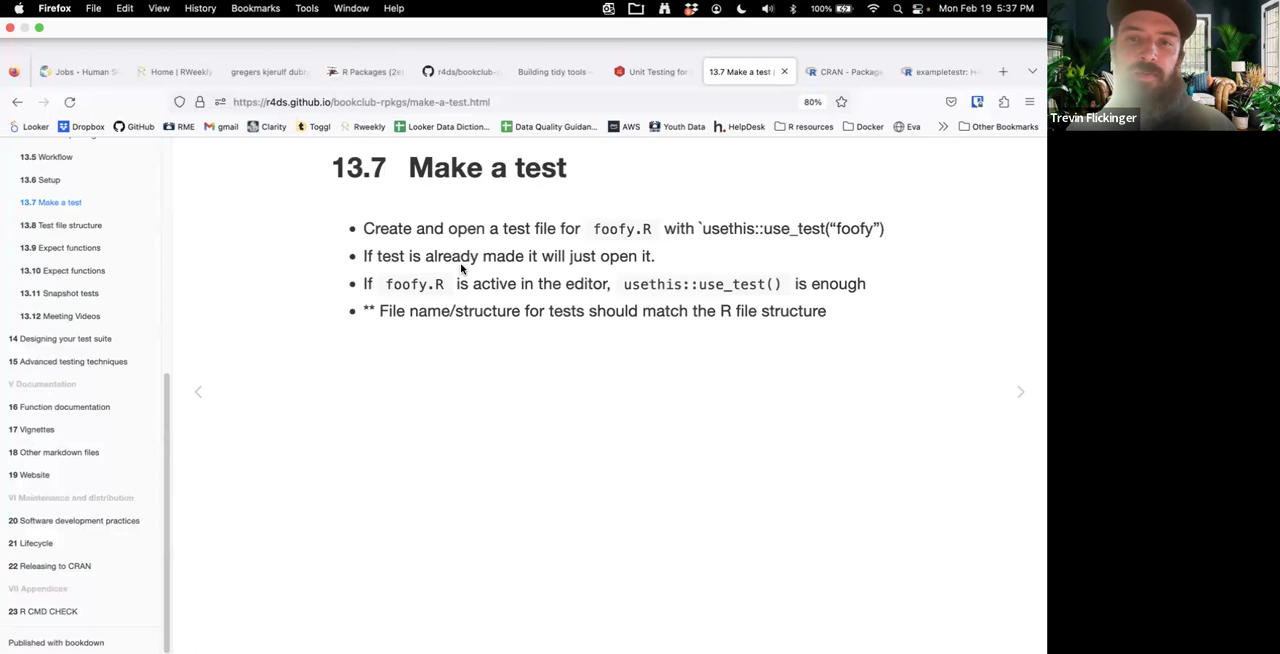 Firefox File Edit View History Bookmarks Tools Window Help 100% Mon Feb 19 5:37 PM
Jobs - Human S Home | RWeekly gregers kjerulf dubr R Packages (2e) r4ds/bookclub- Building tidy tools Unit Testing for 13.7 Make a test CRAN - Package exampletestr: H
https://r4ds.github.io/bookclub-rpkgs/make-a-test.html 80%
Looker Dropbox GitHub RME gmail Clarity Toggl Rweekly Looker Data Diction... Data Quality Guidan... AWS Youth Data HelpDesk R resources Docker Eva Other Bookmarks
Trevin Flickinger
13.5 Workflow
13.6 Setup
13.7 Make a test
13.8 Test file structure
13.9 Expect functions
13.10 Expect functions
13.11 Snapshot tests
13.12 Meeting Videos
14 Designing your test suite
15 Advanced testing techniques
V Documentation
16 Function documentation
17 Vignettes
18 Other markdown files
19 Website
VI Maintenance and distribution
20 Software development practices
21 Lifecycle
22 Releasing to CRAN
VII Appendices
23 R CMD CHECK
Published with bookdown
13.7 Make a test
• Create and open a test file for foofy.R with `usethis::use_test(“foofy”)
• If test is already made it will just open it.
• If foofy.R is active in the editor, usethis::use_test() is enough
• ** File name/structure for tests should match the R file structure